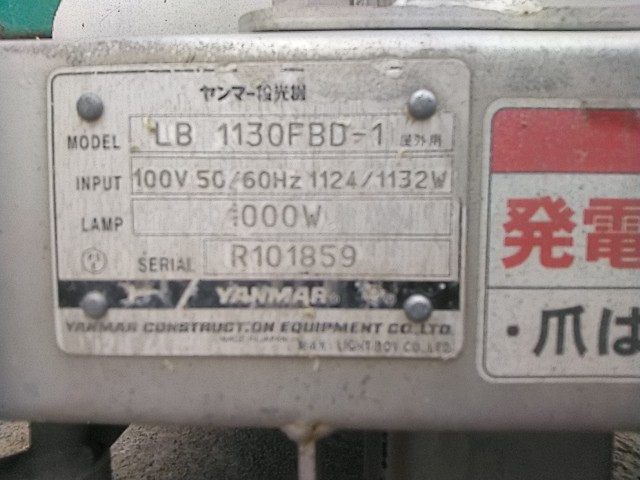 ヤンマー投光機
MODEL LB 1130FBD-1 屋外用
INPUT 100V 50/60Hz 1124/1132W
LAMP 1000W
SERIAL R101859
YANMAR
YANMAR CONSTRUCTION EQUIPMENT CO.,LTD.
LIGHT BOY CO.,LTD.
発電
・爪は